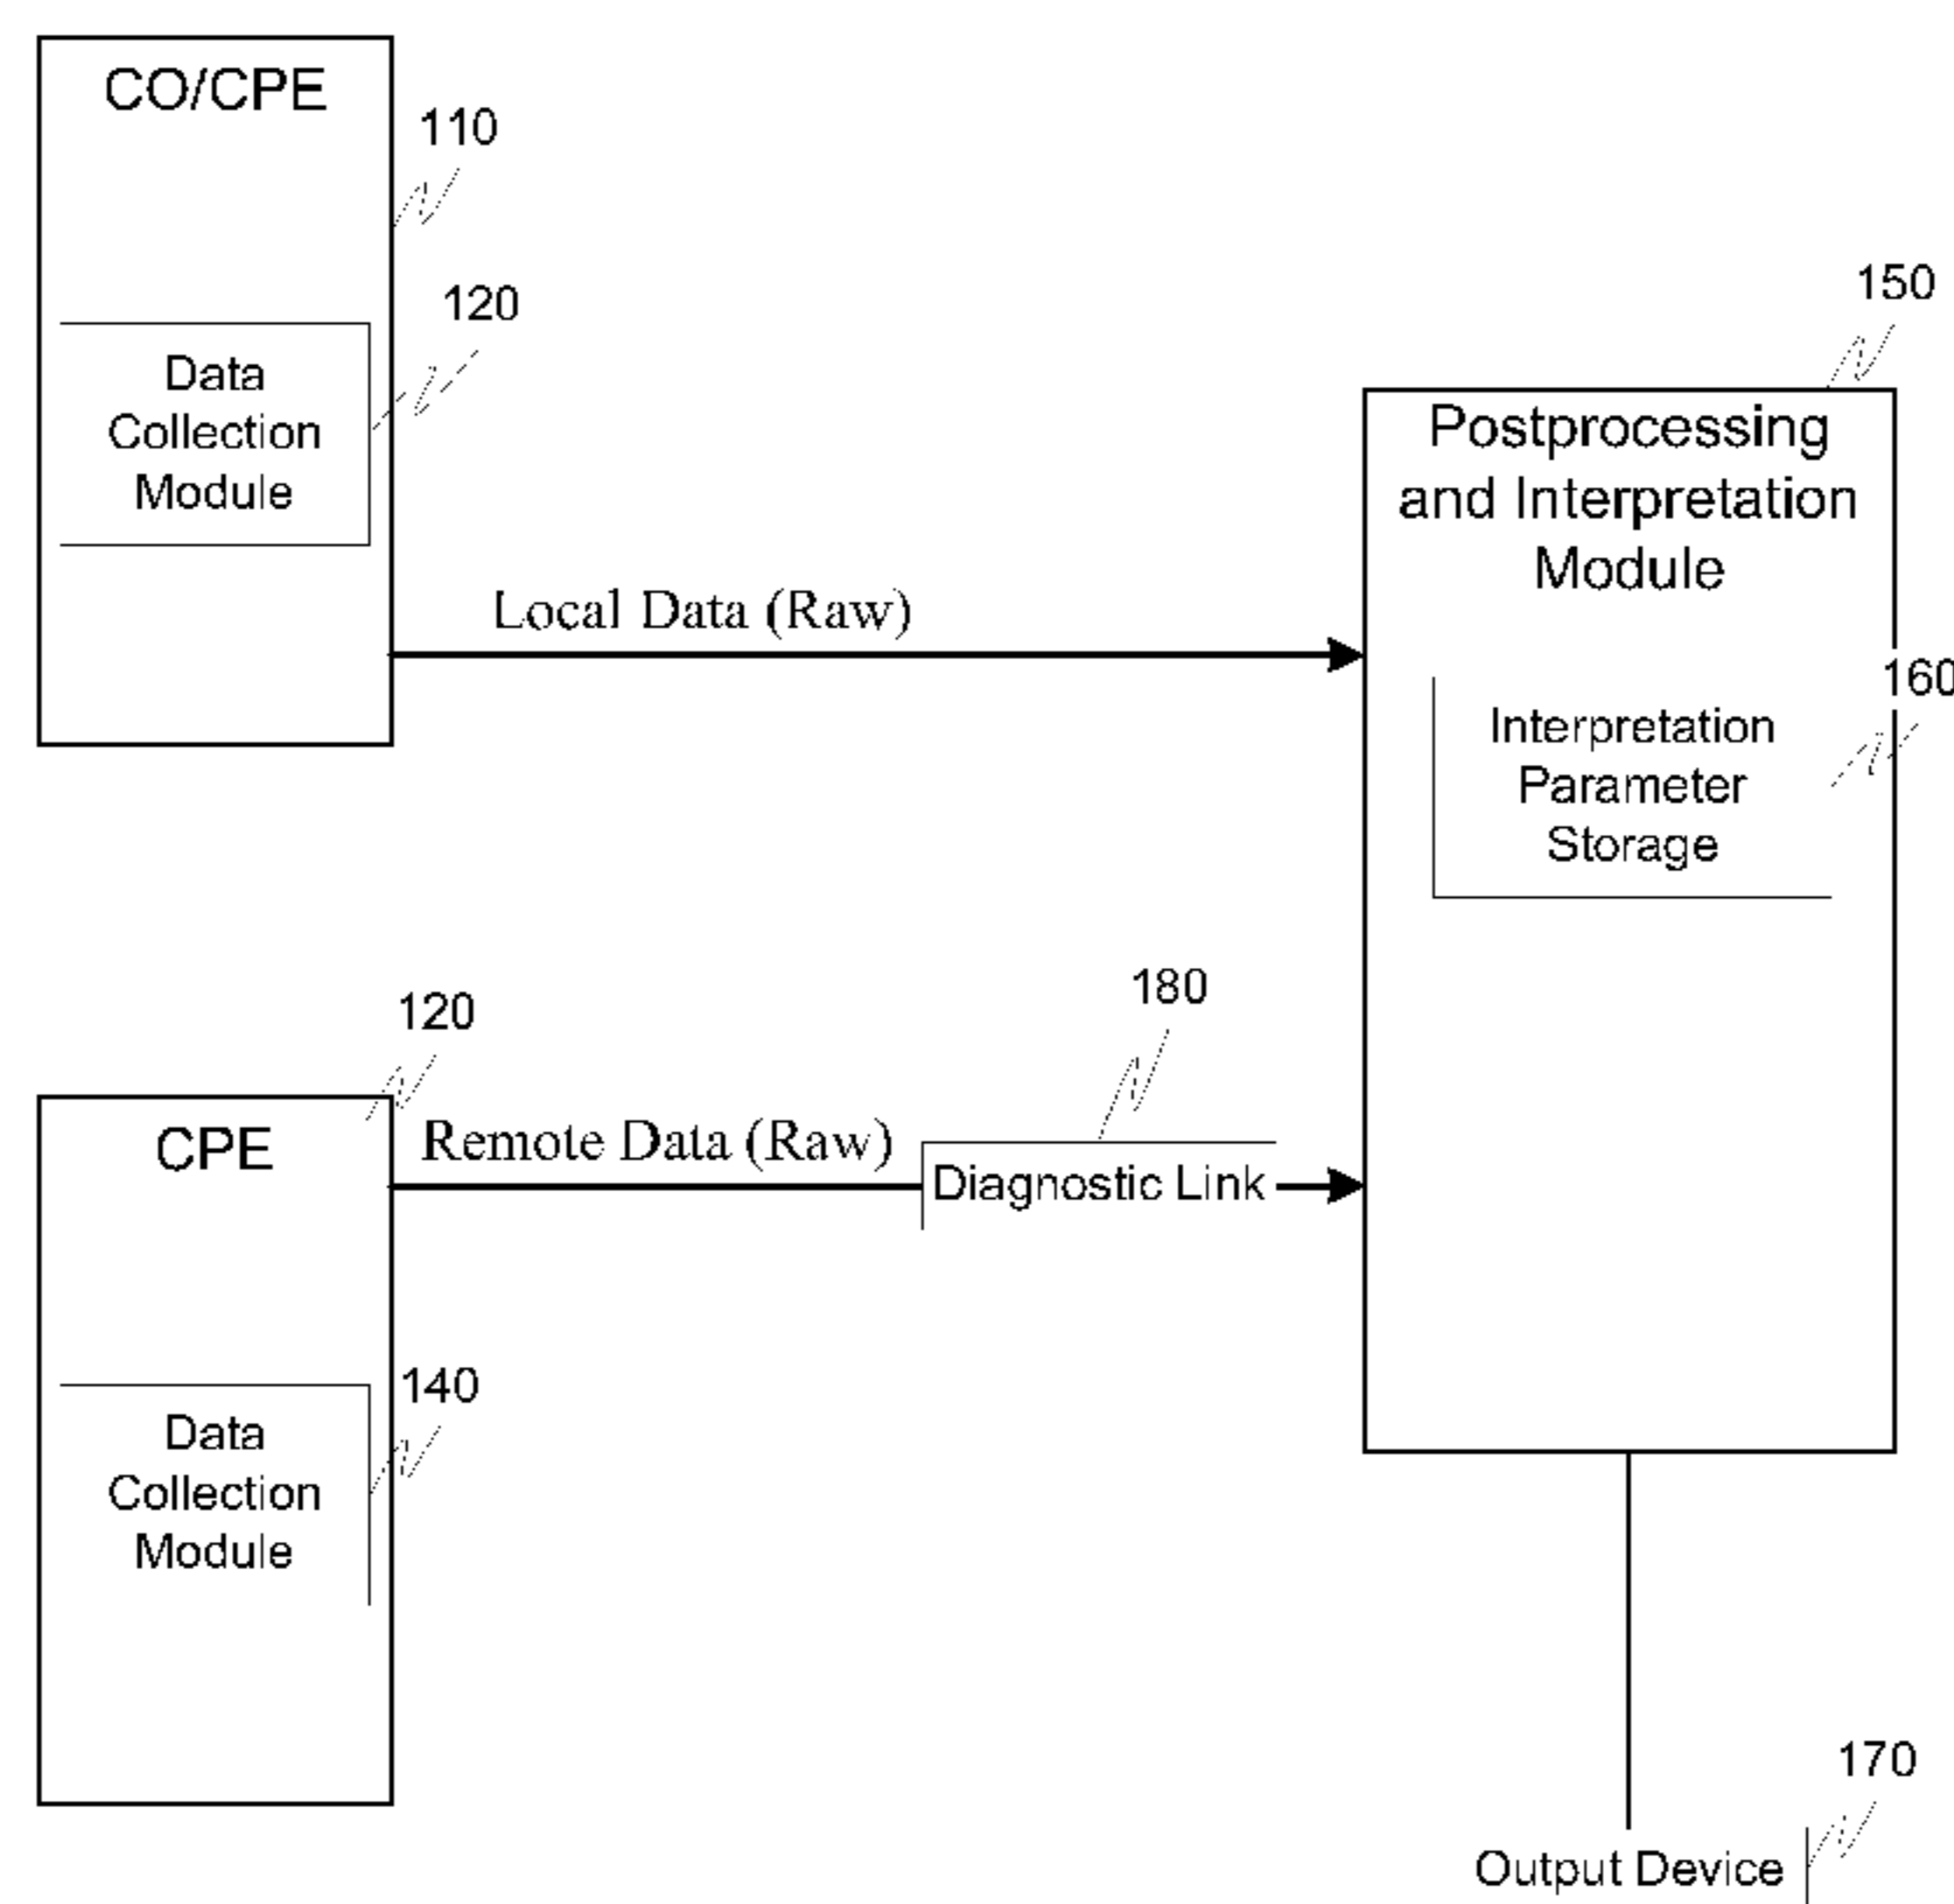 CO/CPE
110
120
Data
Collection
Module
Local Data (Raw)
150
Postprocessing
and Interpretation
Module
160
Interpretation
Parameter
Storage
180
120
CPE
Remote Data (Raw)
Diagnostic Link
140
Data
Collection
Module
170
Output Device